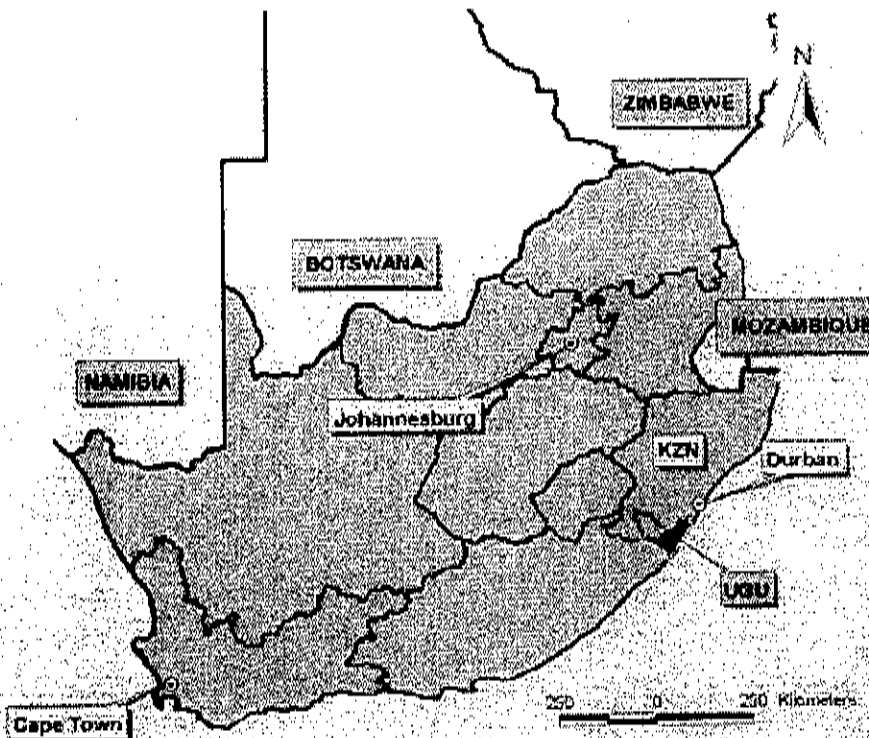 N
ZIMBABWE
BOTSWANA
MOZAMBIQUE
NAMIBIA
Johannesburg
KZN
Durban
UGU
250 0 250 Kilometers
Cape Town